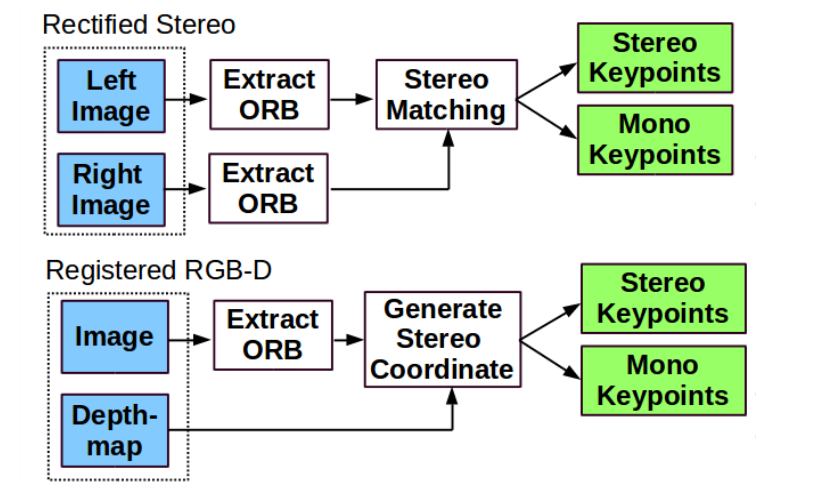 Rectified Stereo
Left
Image
Extract
ORB
Stereo
Matching
Stereo
Keypoints
Mono
Keypoints
Right
Image
Extract
ORB
Registered RGB-D
Image
Extract
ORB
Generate
Stereo
Coordinate
Stereo
Keypoints
Mono
Keypoints
Depth-
map